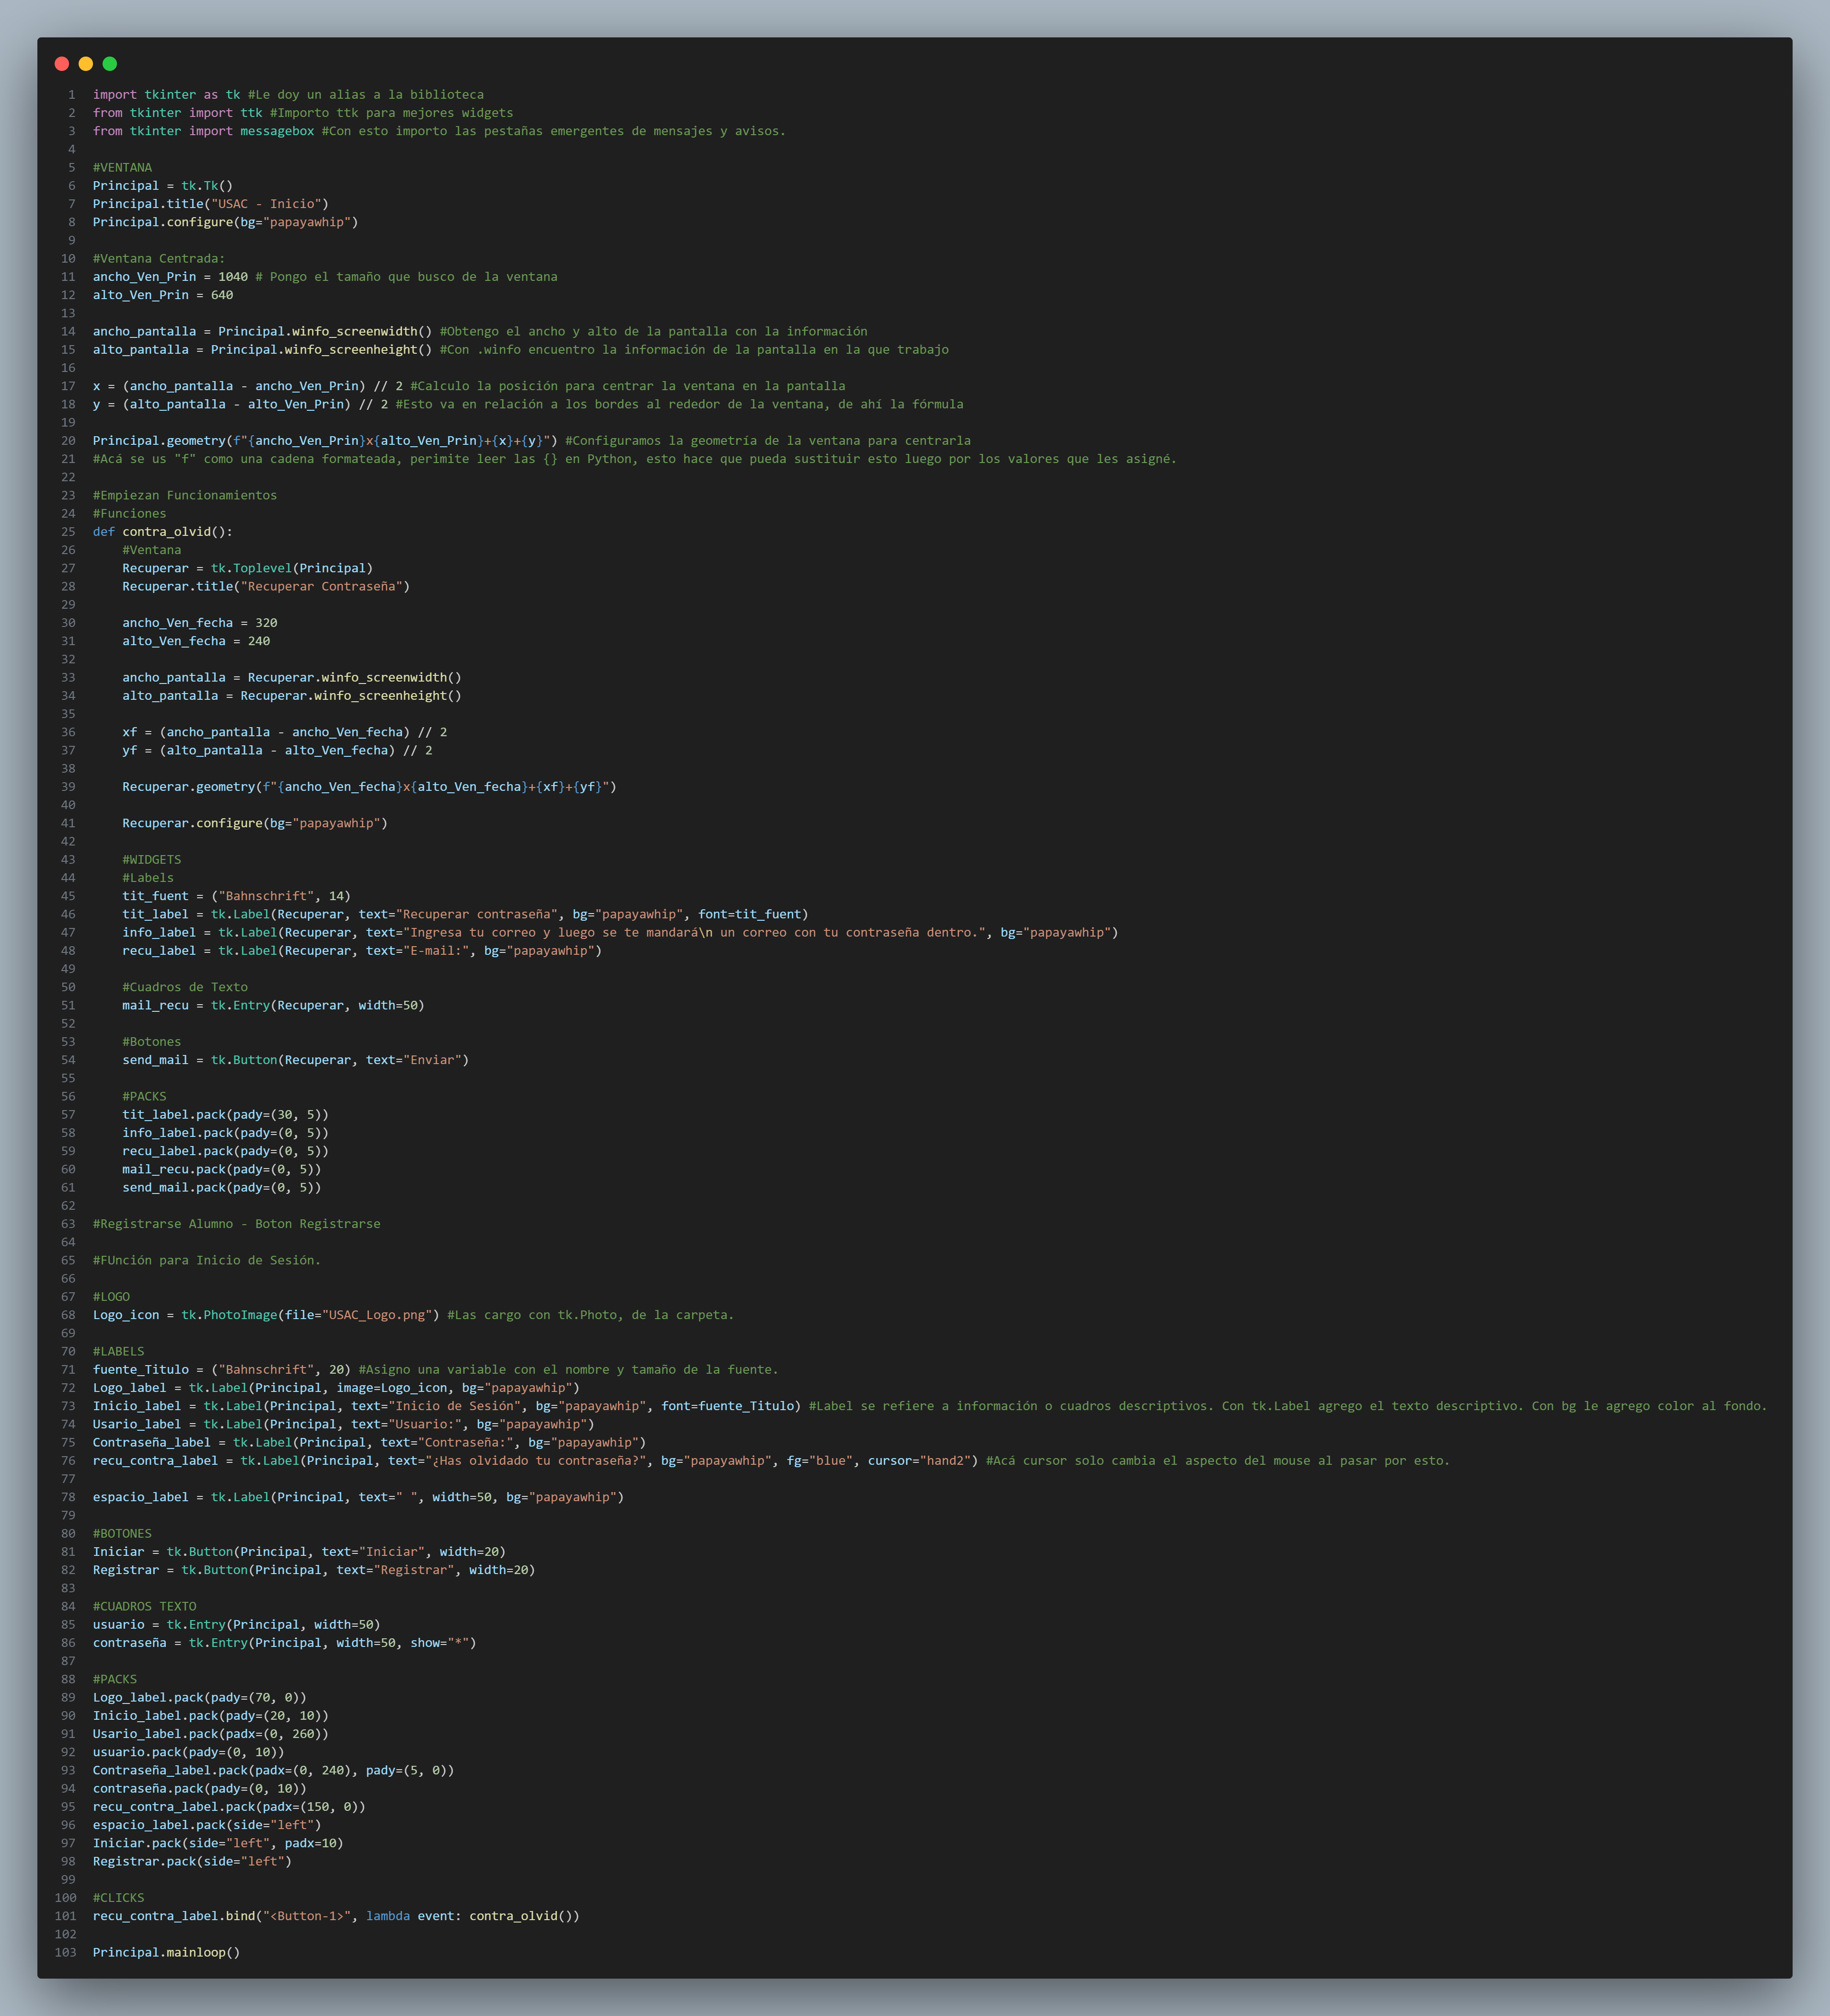 1 import tkinter as tk #Le doy un alias a la biblioteca
2 from tkinter import ttk #Importo ttk para mejores widgets
3 from tkinter import messagebox #Con esto importo las pestañas emergentes de mensajes y avisos.
4
5 #VENTANA
6 Principal = tk.Tk()
7 Principal.title("USAC - Inicio")
8 Principal.configure(bg="papayawhip")
9
10 #Ventana Centrada:
11 ancho_Ven_Prin = 1040 # Pongo el tamaño que busco de la ventana
12 alto_Ven_Prin = 640
13
14 ancho_pantalla = Principal.winfo_screenwidth() #Obtengo el ancho y alto de la pantalla con la información
15 alto_pantalla = Principal.winfo_screenheight() #Con .winfo encuentro la información de la pantalla en la que trabajo
16
17 x = (ancho_pantalla - ancho_Ven_Prin) // 2 #Calculo la posición para centrar la ventana en la pantalla
18 y = (alto_pantalla - alto_Ven_Prin) // 2 #Esto va en relación a los bordes al rededor de la ventana, de ahí la fórmula
19
20 Principal.geometry(f"{ancho_Ven_Prin}x{alto_Ven_Prin}+{x}+{y}") #Configuramos la geometría de la ventana para centrarla
21 #Acá se us "f" como una cadena formateada, perimite leer las {} en Python, esto hace que pueda sustituir esto luego por los valores que les asigné.
22
23 #Empiezan Funcionamientos
24 #Funciones
25 def contra_olvid():
26     #Ventana
27     Recuperar = tk.Toplevel(Principal)
28     Recuperar.title("Recuperar Contraseña")
29
30     ancho_Ven_fecha = 320
31     alto_Ven_fecha = 240
32
33     ancho_pantalla = Recuperar.winfo_screenwidth()
34     alto_pantalla = Recuperar.winfo_screenheight()
35
36     xf = (ancho_pantalla - ancho_Ven_fecha) // 2
37     yf = (alto_pantalla - alto_Ven_fecha) // 2
38
39     Recuperar.geometry(f"{ancho_Ven_fecha}x{alto_Ven_fecha}+{xf}+{yf}")
40
41     Recuperar.configure(bg="papayawhip")
42
43     #WIDGETS
44     #Labels
45     tit_fuent = ("Bahnschrift", 14)
46     tit_label = tk.Label(Recuperar, text="Recuperar contraseña", bg="papayawhip", font=tit_fuent)
47     info_label = tk.Label(Recuperar, text="Ingresa tu correo y luego se te mandará\n un correo con tu contraseña dentro.", bg="papayawhip")
48     recu_label = tk.Label(Recuperar, text="E-mail:", bg="papayawhip")
49
50     #Cuadros de Texto
51     mail_recu = tk.Entry(Recuperar, width=50)
52
53     #Botones
54     send_mail = tk.Button(Recuperar, text="Enviar")
55
56     #PACKS
57     tit_label.pack(pady=(30, 5))
58     info_label.pack(pady=(0, 5))
59     recu_label.pack(pady=(0, 5))
60     mail_recu.pack(pady=(0, 5))
61     send_mail.pack(pady=(0, 5))
62
63 #Registrarse Alumno - Boton Registrarse
64
65 #FUnción para Inicio de Sesión.
66
67 #LOGO
68 Logo_icon = tk.PhotoImage(file="USAC_Logo.png") #Las cargo con tk.Photo, de la carpeta.
69
70 #LABELS
71 fuente_Titulo = ("Bahnschrift", 20) #Asigno una variable con el nombre y tamaño de la fuente.
72 Logo_label = tk.Label(Principal, image=Logo_icon, bg="papayawhip")
73 Inicio_label = tk.Label(Principal, text="Inicio de Sesión", bg="papayawhip", font=fuente_Titulo) #Label se refiere a información o cuadros descriptivos. Con tk.Label agrego el texto descriptivo. Con bg le agrego color al fondo.
74 Usario_label = tk.Label(Principal, text="Usuario:", bg="papayawhip")
75 Contraseña_label = tk.Label(Principal, text="Contraseña:", bg="papayawhip")
76 recu_contra_label = tk.Label(Principal, text="¿Has olvidado tu contraseña?", bg="papayawhip", fg="blue", cursor="hand2") #Acá cursor solo cambia el aspecto del mouse al pasar por esto.
77
78 espacio_label = tk.Label(Principal, text=" ", width=50, bg="papayawhip")
79
80 #BOTONES
81 Iniciar = tk.Button(Principal, text="Iniciar", width=20)
82 Registrar = tk.Button(Principal, text="Registrar", width=20)
83
84 #CUADROS TEXTO
85 usuario = tk.Entry(Principal, width=50)
86 contraseña = tk.Entry(Principal, width=50, show="*")
87
88 #PACKS
89 Logo_label.pack(pady=(70, 0))
90 Inicio_label.pack(pady=(20, 10))
91 Usario_label.pack(padx=(0, 260))
92 usuario.pack(pady=(0, 10))
93 Contraseña_label.pack(padx=(0, 240), pady=(5, 0))
94 contraseña.pack(pady=(0, 10))
95 recu_contra_label.pack(padx=(150, 0))
96 espacio_label.pack(side="left")
97 Iniciar.pack(side="left", padx=10)
98 Registrar.pack(side="left")
99
100 #CLICKS
101 recu_contra_label.bind("<Button-1>", lambda event: contra_olvid())
102
103 Principal.mainloop()